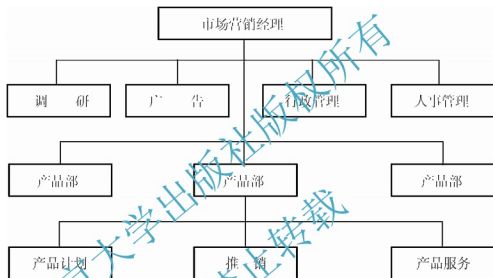 市场营销经理
调 研
广 告
行政管理
人事管理
产品部
产品部
产品部
产品计划
推 销
产品服务
大学出版社版权所有
止转载